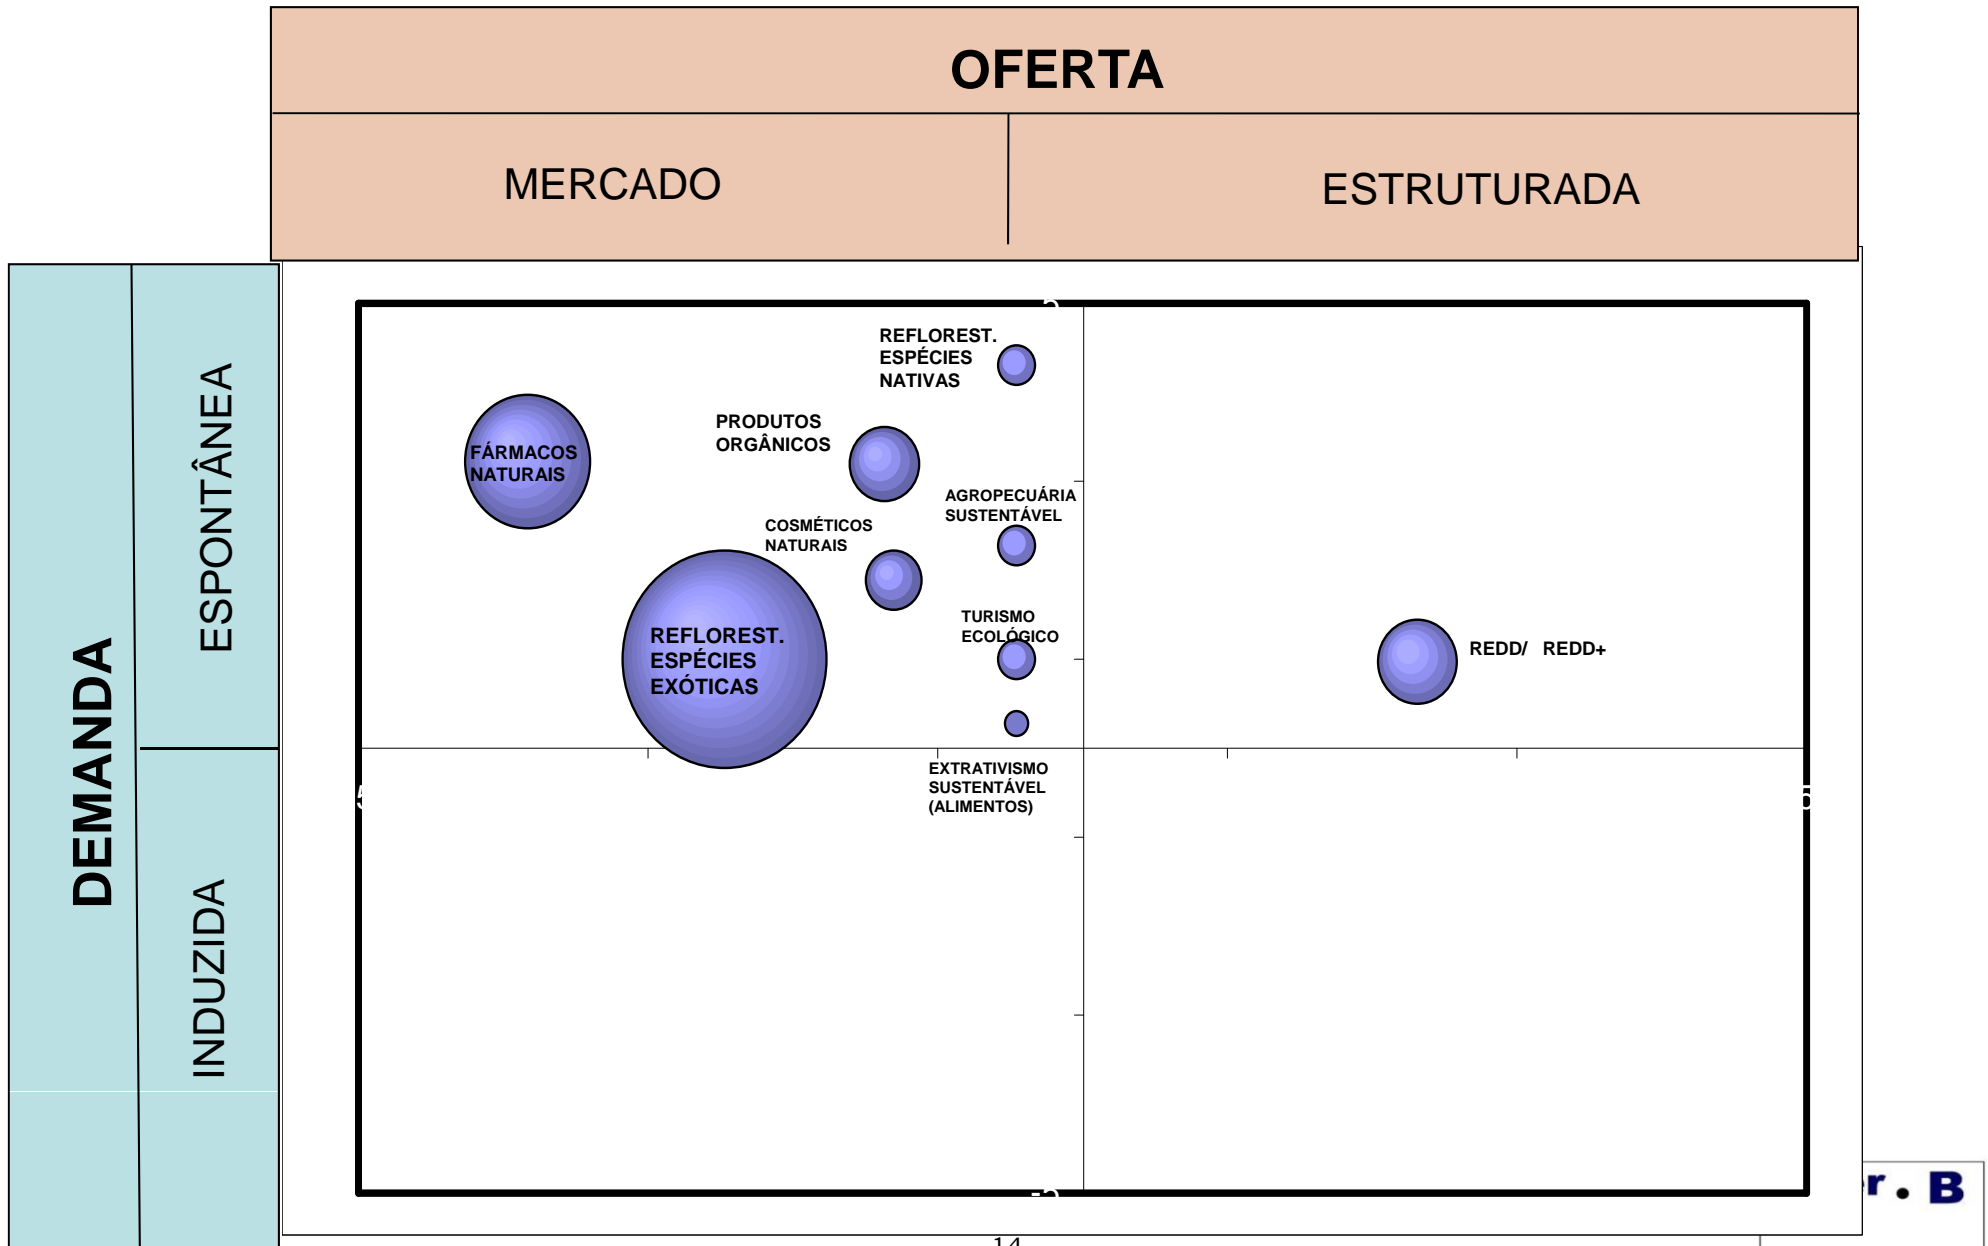 OFERTA
MERCADO
ESTRUTURADA
DEMANDA
ESPONTÂNEA
INDUZIDA
REFLOREST.
ESPÉCIES
NATIVAS
PRODUTOS
ORGÂNICOS
FÁRMACOS
NATURAIS
AGROPECUÁRIA
SUSTENTÁVEL
COSMÉTICOS
NATURAIS
TURISMO
ECOLÓGICO
REFLOREST.
ESPÉCIES
EXÓTICAS
REDD/ REDD+
EXTRATIVISMO
SUSTENTÁVEL
(ALIMENTOS)
r . B
14